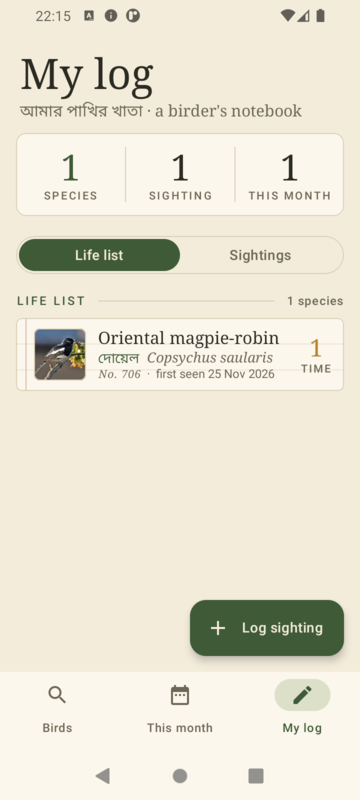 22:15
My log
আমার পাখির খাতা · a birder's notebook
1 1 1
SPECIES SIGHTING THIS MONTH
Life list Sightings
LIFE LIST 1 species
Oriental magpie-robin
দোয়েল Copsychus saularis
No. 706 · first seen 25 Nov 2026
1
TIME
+ Log sighting
Birds This month My log